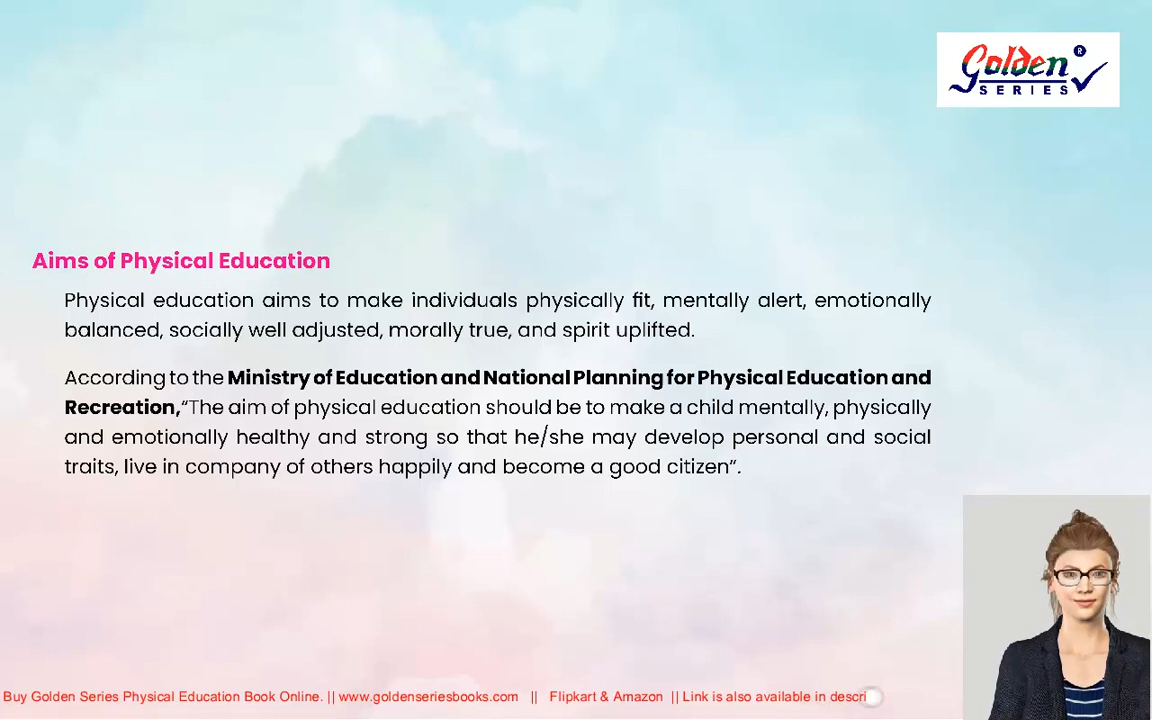 Golden ®
SERIES
Aims of Physical Education
Physical education aims to make individuals physically fit, mentally alert, emotionally
balanced, socially well adjusted, morally true, and spirit uplifted.
According to the Ministry of Education and National Planning for Physical Education and
Recreation,“The aim of physical education should be to make a child mentally, physically
and emotionally healthy and strong so that he/she may develop personal and social
traits, live in company of others happily and become a good citizen”.
Buy Golden Series Physical Education Book Online. || www.goldenseriesbooks.com || Flipkart & Amazon || Link is also available in descri